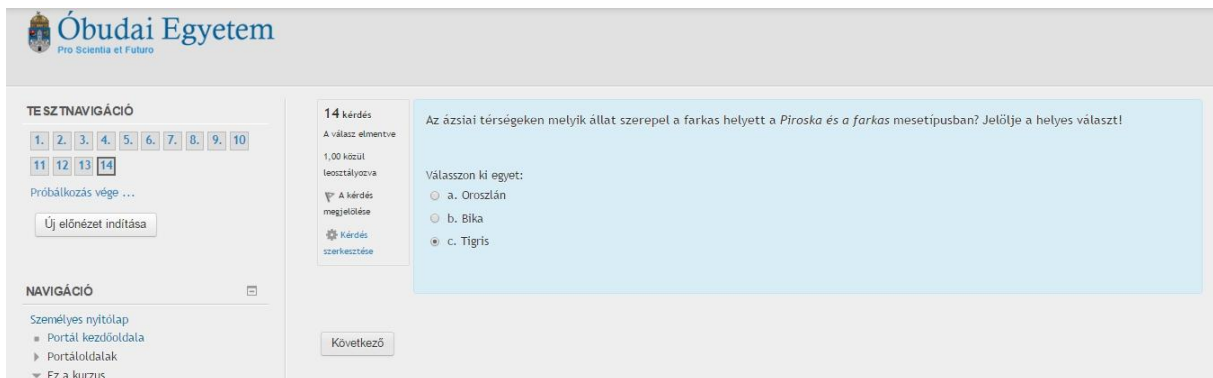 Óbudai Egyetem
Pro Scientia et Futuro
TESZTNAVIGÁCIÓ
1. 2. 3. 4. 5. 6. 7. 8. 9. 10
11 12 13 14
Próbálkozás vége ...
Új előnézet indítása
NAVIGÁCIÓ
Személyes nyitólap
Portál kezdőoldala
Portáloldalak
Ez a kurzus
14 kérdés
A válasz elmentve
1,00 közül
leosztályozva
A kérdés
megjelölése
Kérdés
szerkesztése
Az ázsiai térségeken melyik állat szerepel a farkas helyett a Piroska és a farkas mesetípusban? Jelölje a helyes választ!
Válasszon ki egyet:
a. Oroszlán
b. Bika
c. Tigris
Következő